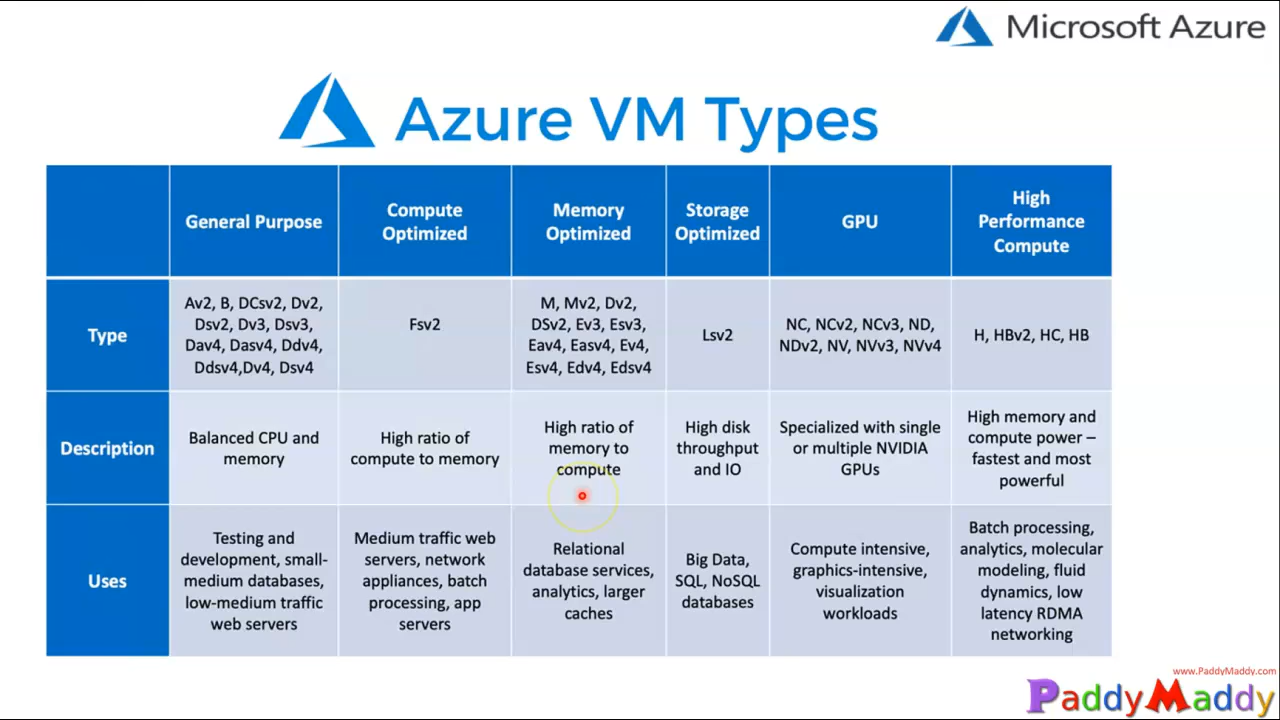 Microsoft Azure
Azure VM Types
General Purpose
Compute
Optimized
Memory
Optimized
Storage
Optimized
GPU
High
Performance
Compute
Type
Av2, B, DCsv2, Dv2,
Dsv2, Dv3, Dsv3,
Dav4, Dasv4, Ddv4,
Ddsv4,Dv4, Dsv4
Fsv2
M, Mv2, Dv2,
DSv2, Ev3, Esv3,
Eav4, Easv4, Ev4,
Esv4, Edv4, Edsv4
Lsv2
NC, NCv2, NCv3, ND,
NDv2, NV, NVv3, NVv4
H, HBv2, HC, HB
Description
Balanced CPU and
memory
High ratio of
compute to memory
High ratio of
memory to
compute
High disk
throughput
and IO
Specialized with single
or multiple NVIDIA
GPUs
High memory and
compute power –
fastest and most
powerful
Uses
Testing and
development, small-
medium databases,
low-medium traffic
web servers
Medium traffic web
servers, network
appliances, batch
processing, app
servers
Relational
database services,
analytics, larger
caches
Big Data,
SQL, NoSQL
databases
Compute intensive,
graphics-intensive,
visualization
workloads
Batch processing,
analytics, molecular
modeling, fluid
dynamics, low
latency RDMA
networking
www.PaddyMaddy.com
PaddyMaddy